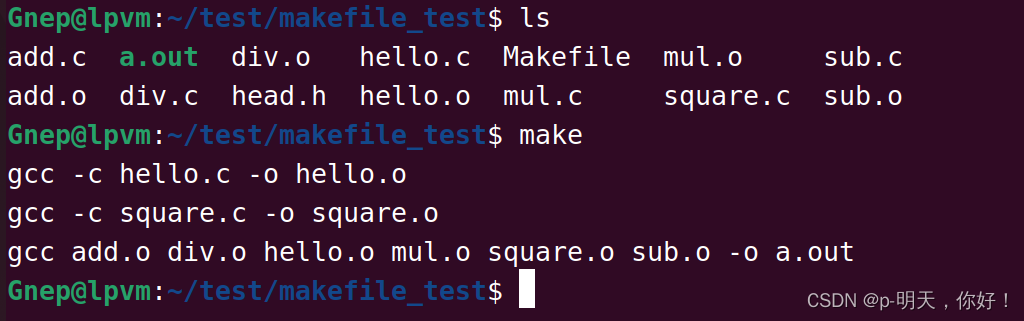 Gnep@lpvm:~/test/makefile_test$ ls
add.c  a.out  div.o   hello.c  Makefile  mul.o     sub.c
add.o  div.c  head.h  hello.o  mul.c     square.c  sub.o
Gnep@lpvm:~/test/makefile_test$ make
gcc -c hello.c -o hello.o
gcc -c square.c -o square.o
gcc add.o div.o hello.o mul.o square.o sub.o -o a.out
Gnep@lpvm:~/test/makefile_test$
CSDN @p-明天，你好！